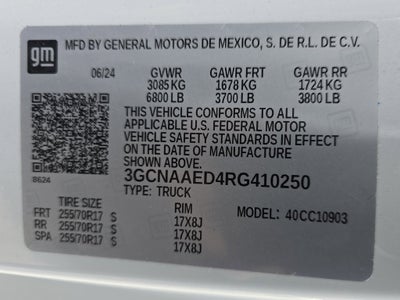 gm
MFD BY GENERAL MOTORS DE MEXICO, S. DE R.L. DE C.V.
06/24 GVWR GAWR FRT GAWR RR
3085 KG 1678 KG 1724 KG
6800 LB 3700 LB 3800 LB
THIS VEHICLE CONFORMS TO ALL
APPLICABLE U.S. FEDERAL MOTOR
VEHICLE SAFETY STANDARDS IN EFFECT
ON THE DATE OF MANUFACTURE
SHOWN ABOVE.
8624
3GCNAAED4RG410250
TYPE: TRUCK
TIRE SIZE RIM MODEL: 40CC10903
FRT 255/70R17 S 17X8J
RR 255/70R17 S 17X8J
SPA 255/70R17 S 17X8J